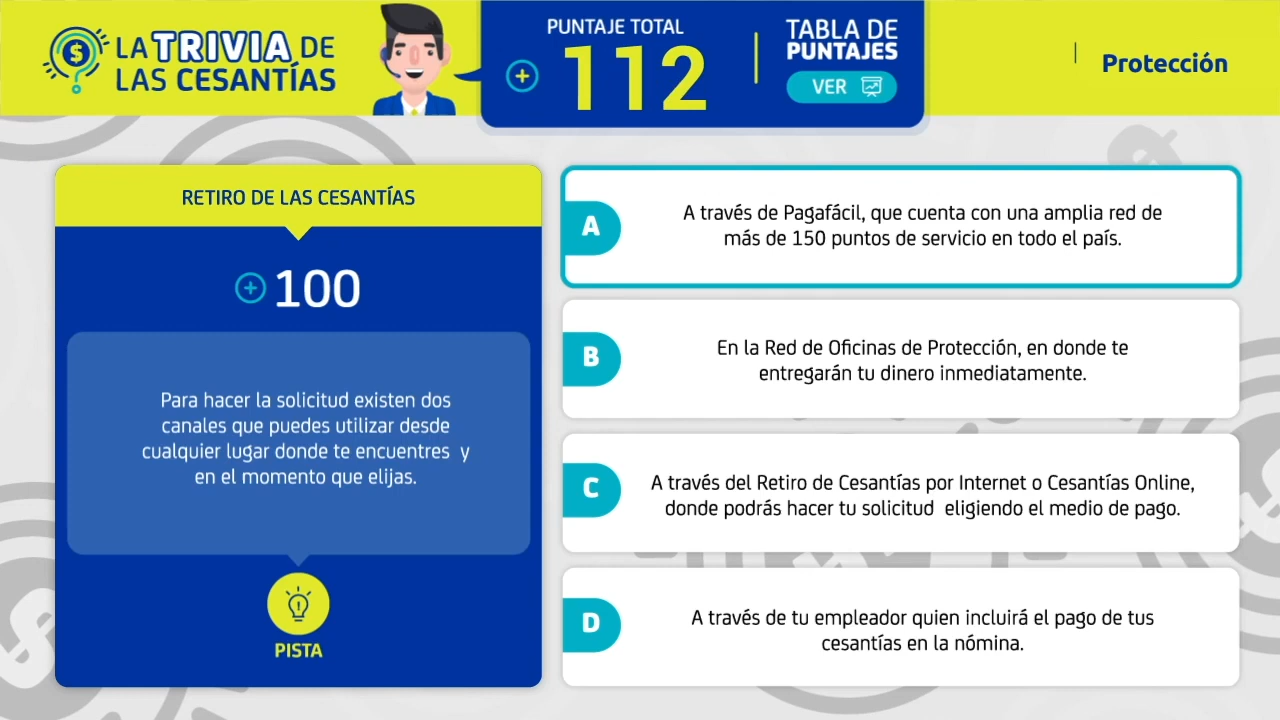 LA TRIVIA DE
LAS CESANTÍAS
PUNTAJE TOTAL
112
TABLA DE
PUNTAJES
VER
Protección
RETIRO DE LAS CESANTÍAS
100
Para hacer la solicitud existen dos
canales que puedes utilizar desde
cualquier lugar donde te encuentres y
en el momento que elijas.
PISTA
A
A través de Pagafácil, que cuenta con una amplia red de
más de 150 puntos de servicio en todo el país.
B
En la Red de Oficinas de Protección, en donde te
entregarán tu dinero inmediatamente.
C
A través del Retiro de Cesantías por Internet o Cesantías Online,
donde podrás hacer tu solicitud eligiendo el medio de pago.
D
A través de tu empleador quien incluirá el pago de tus
cesantías en la nómina.